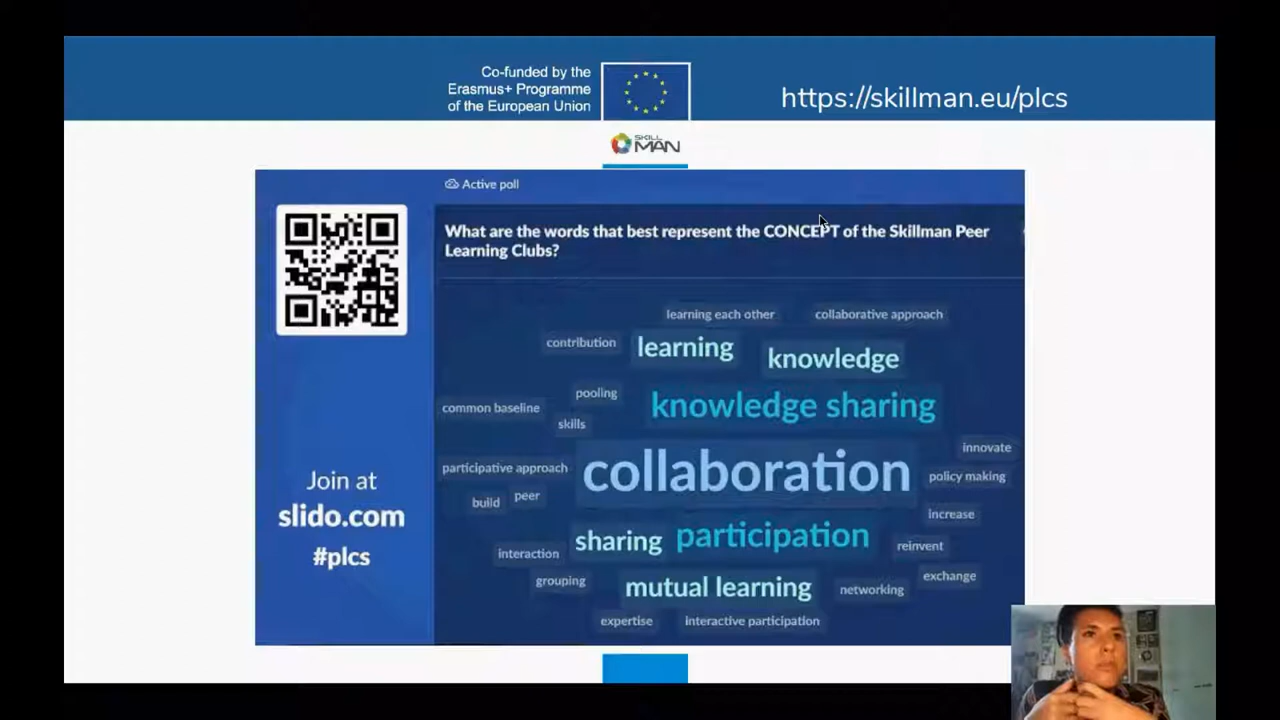 Co-funded by the
Erasmus+ Programme
of the European Union
https://skillman.eu/plcs
SKILL
MAN
Active poll
What are the words that best represent the CONCEPT of the Skillman Peer
Learning Clubs?
learning each other
collaborative approach
contribution
learning
knowledge
pooling
common baseline
knowledge sharing
skills
innovate
participative approach
collaboration
policy making
build
peer
increase
sharing
participation
interaction
reinvent
grouping
mutual learning
networking
exchange
expertise
interactive participation
Join at
slido.com
#plcs